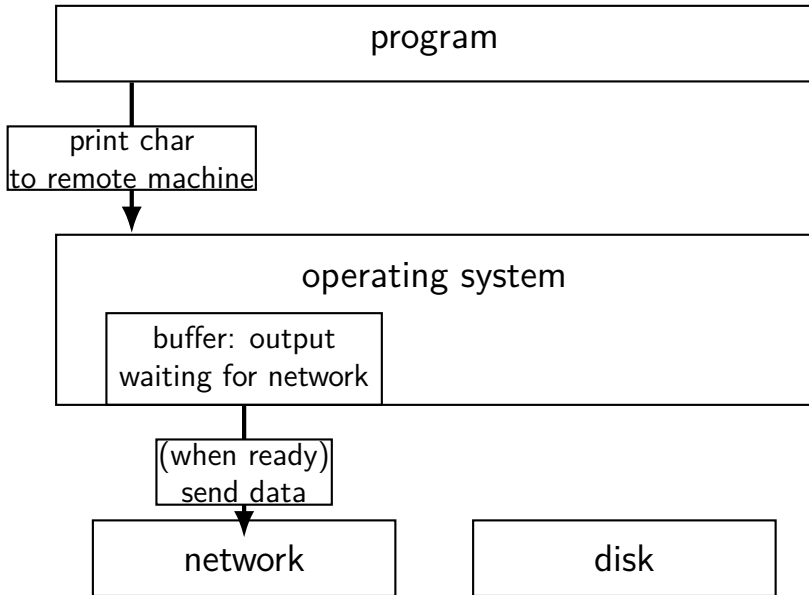 program
print char
to remote machine
operating system
buffer: output
waiting for network
(when ready)
send data
network
disk